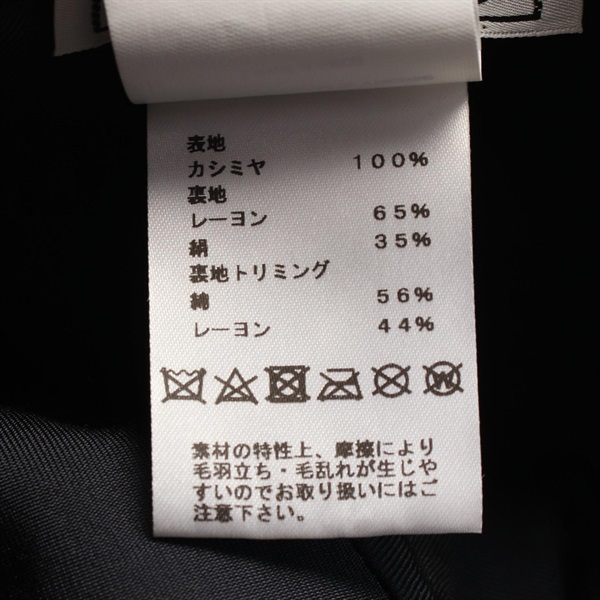 表地
カシミヤ 100%
裏地
レーヨン 65%
絹 35%
裏地トリミング
綿 56%
レーヨン 44%
W
素材の特性上、摩擦により
毛羽立ち・毛乱れが生じや
すいのでお取り扱いにはご
注意下さい。